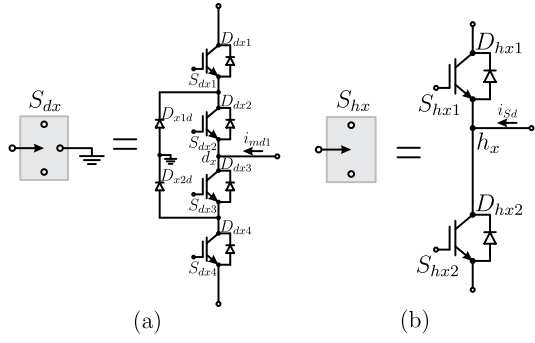 S_dx
D_dx1
S_dx1
D_dx2
D_x1d
S_dx2
d_x
i_md1
D_dx3
D_x2d
S_dx3
D_dx4
S_dx4
(a)
S_hx
D_hx1
S_hx1
i_Sd
h_x
D_hx2
S_hx2
(b)